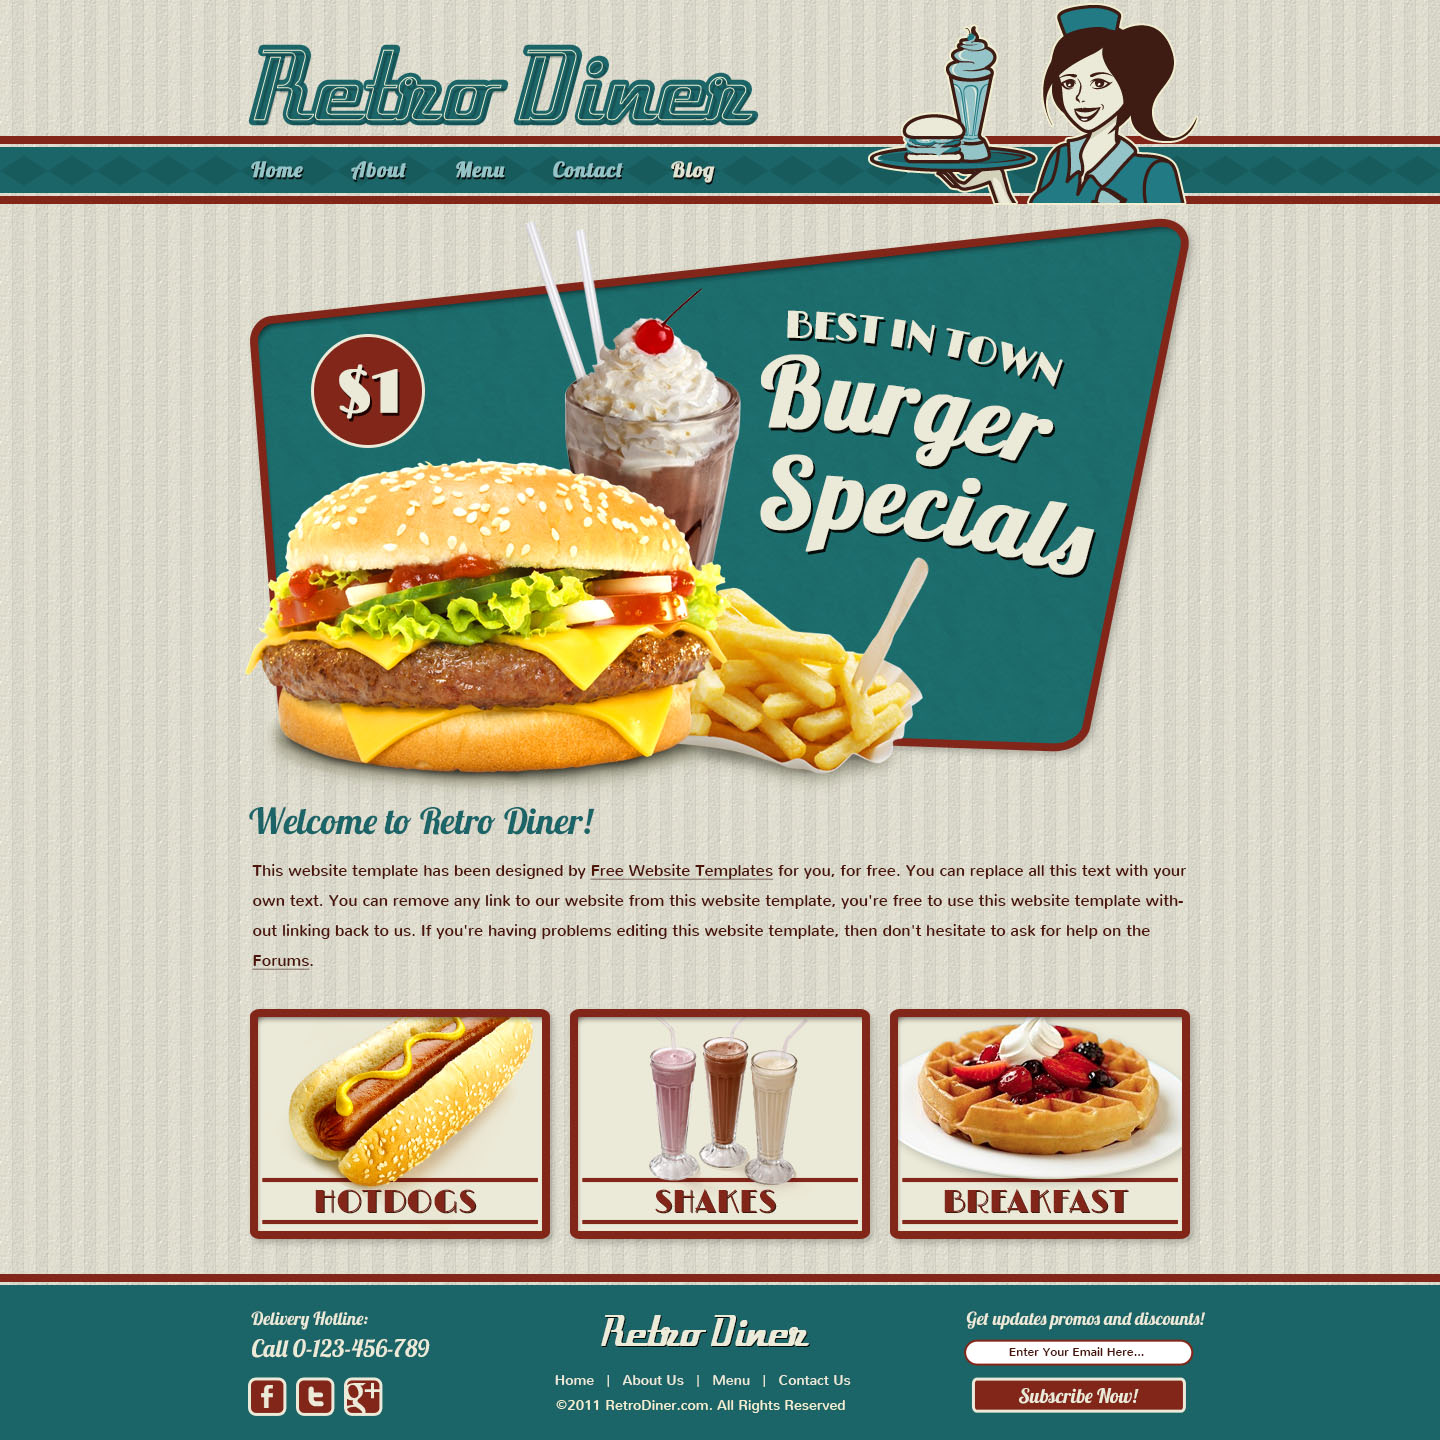 Retro Diner
Home About Menu Contact Blog
$1
BEST IN TOWN
Burger
Specials
Welcome to Retro Diner!
This website template has been designed by Free Website Templates for you, for free. You can replace all this text with your
own text. You can remove any link to our website from this website template, you're free to use this website template with-
out linking back to us. If you're having problems editing this website template, then don't hesitate to ask for help on the
Forums.
HOTDOGS
SHAKES
BREAKFAST
Delivery Hotline:
Call 0-123-456-789
f t g+
Retro Diner
Home | About Us | Menu | Contact Us
©2011 RetroDiner.com. All Rights Reserved
Get updates promos and discounts!
Enter Your Email Here...
Subscribe Now!